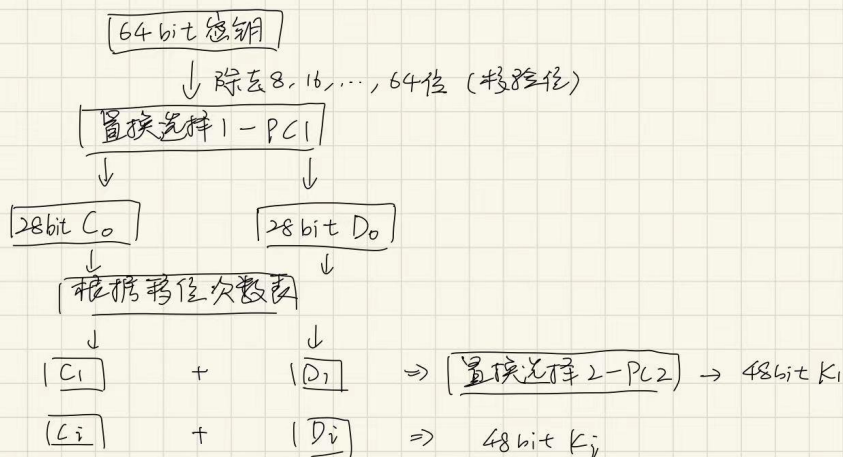 64bit密钥
↓ 除去8,16,…,64位 (校验位)
置换选择1-PC1
↓ ↓
28bit C₀ 28bit D₀
↓ ↓
根据移位次数表
↓ ↓
C₁ + D₁ ⇒ 置换选择2-PC2 → 48bit K₁
Cᵢ + Dᵢ ⇒ 48bit Kᵢ